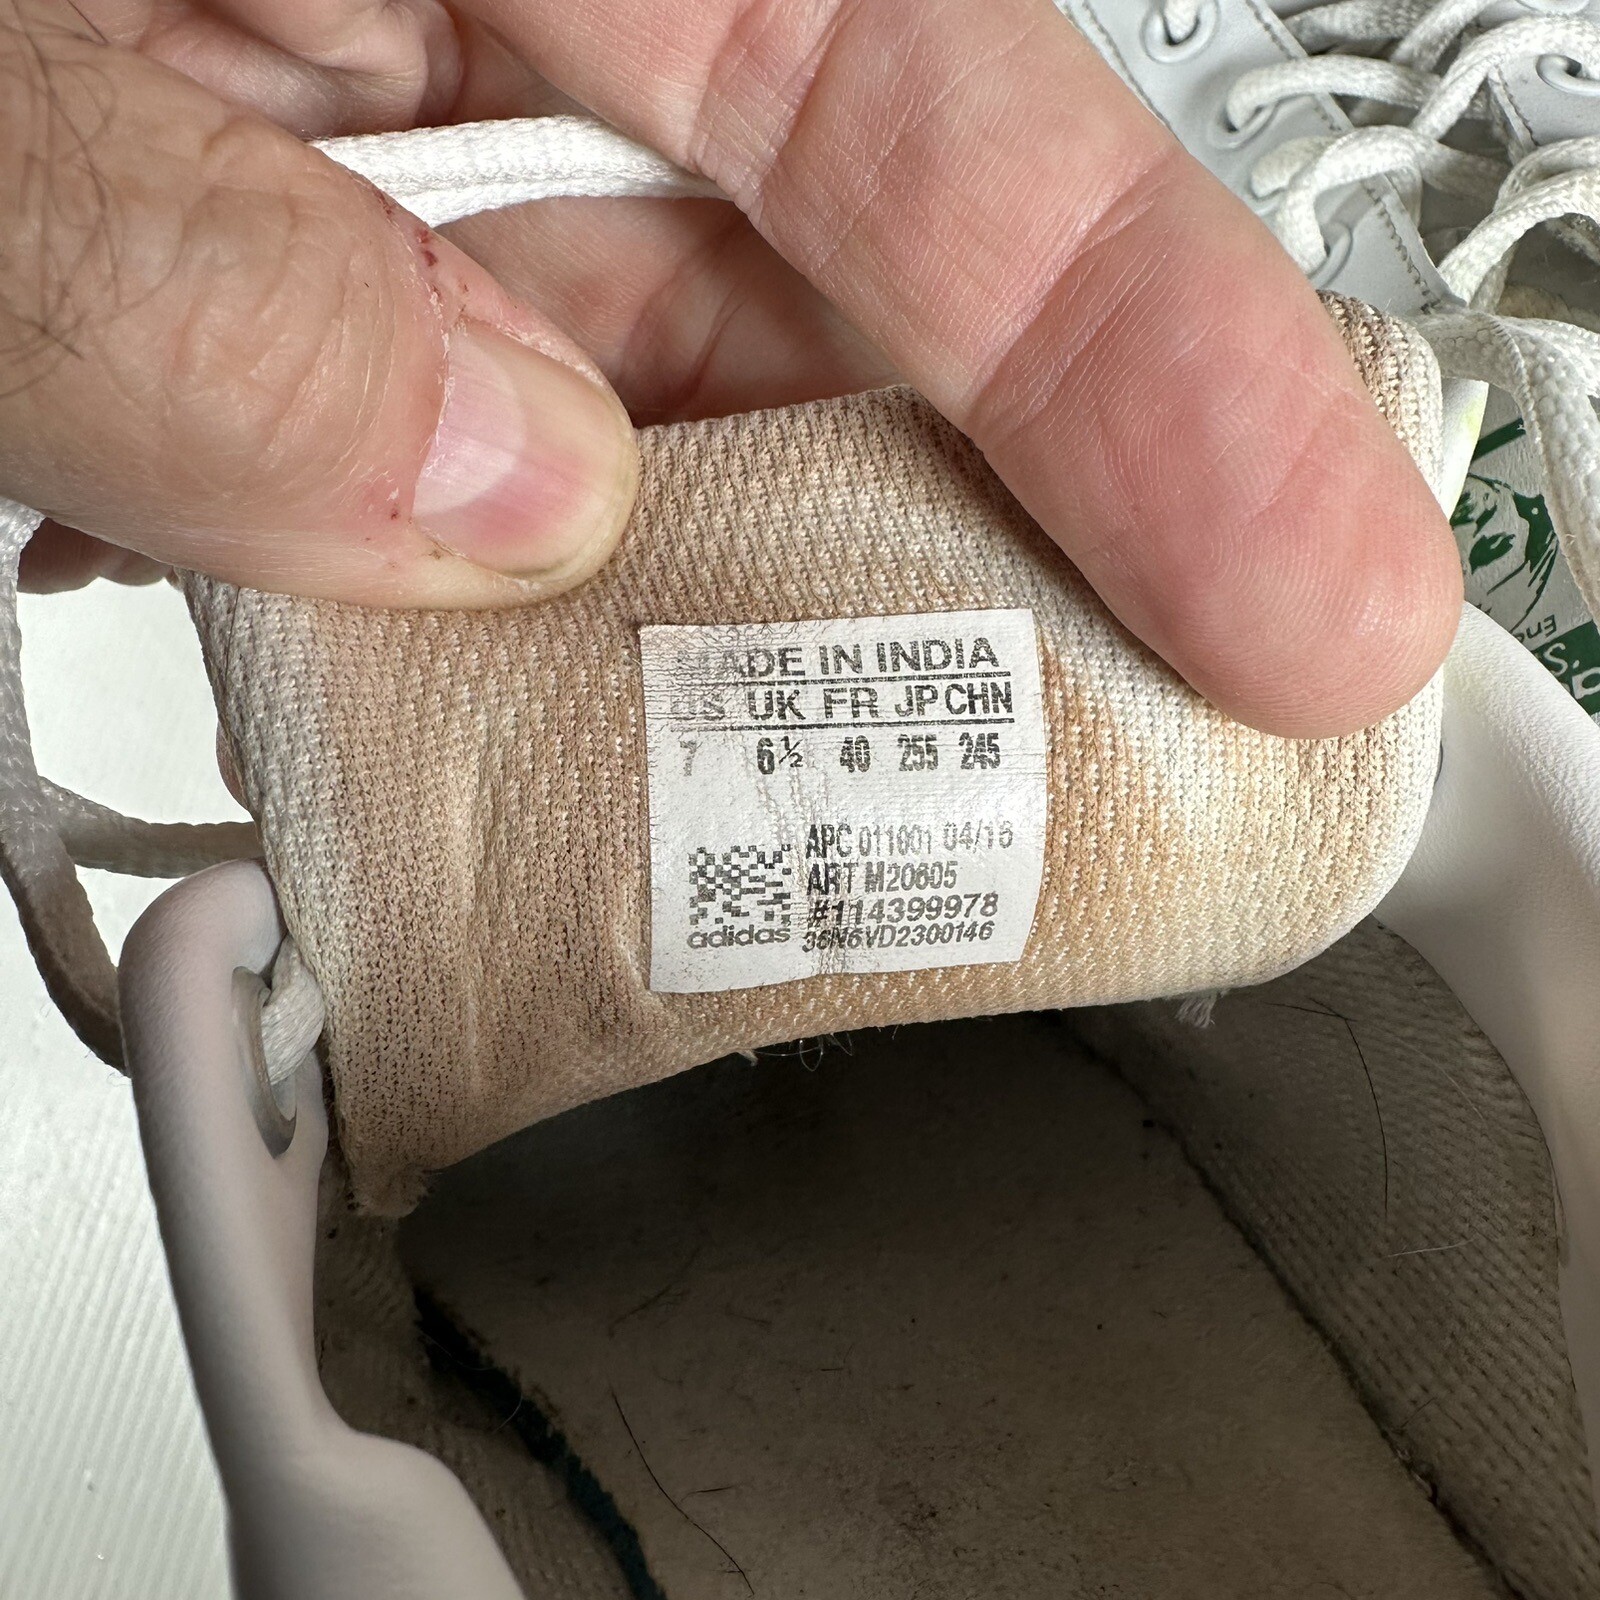 MADE IN INDIA
US UK FR JP CHN
7 6½ 40 255 245
APC 011001 04/16
ART M20605
#114399978
adidas 36N6VD2300146